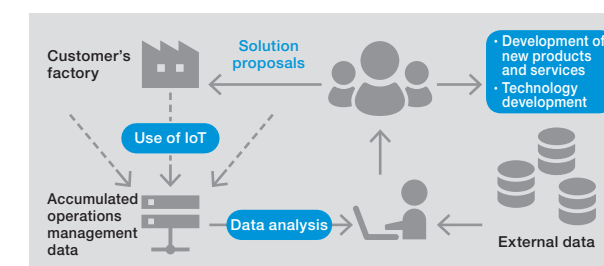 Customer's
factory
Solution
proposals
・Development of
new products
and services
・Technology
development
Use of IoT
Accumulated
operations
management
data
Data analysis
External data